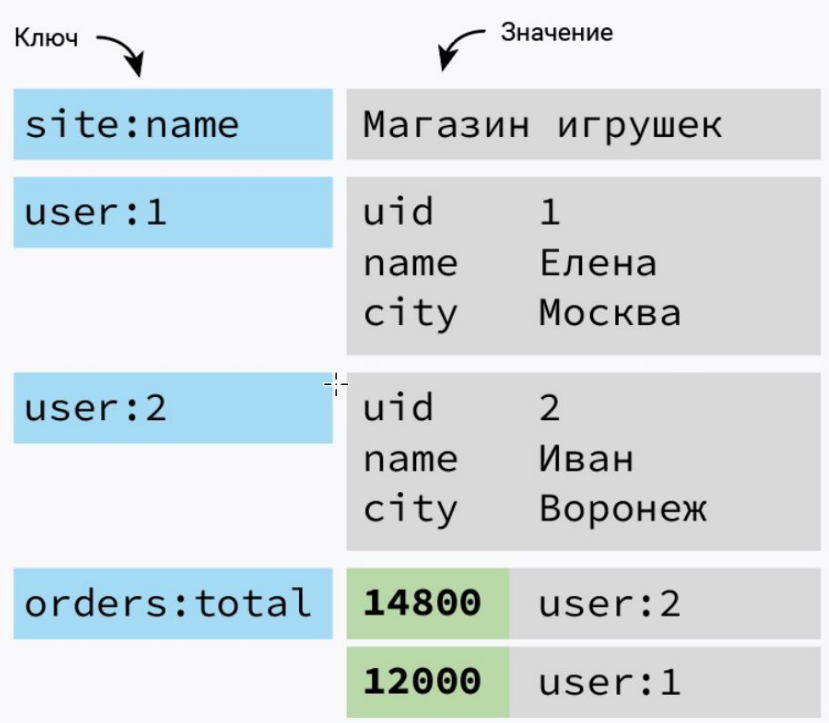 Ключ Значение
site:name Магазин игрушек
user:1 uid 1
name Елена
city Москва
user:2 uid 2
name Иван
city Воронеж
orders:total 14800 user:2
12000 user:1